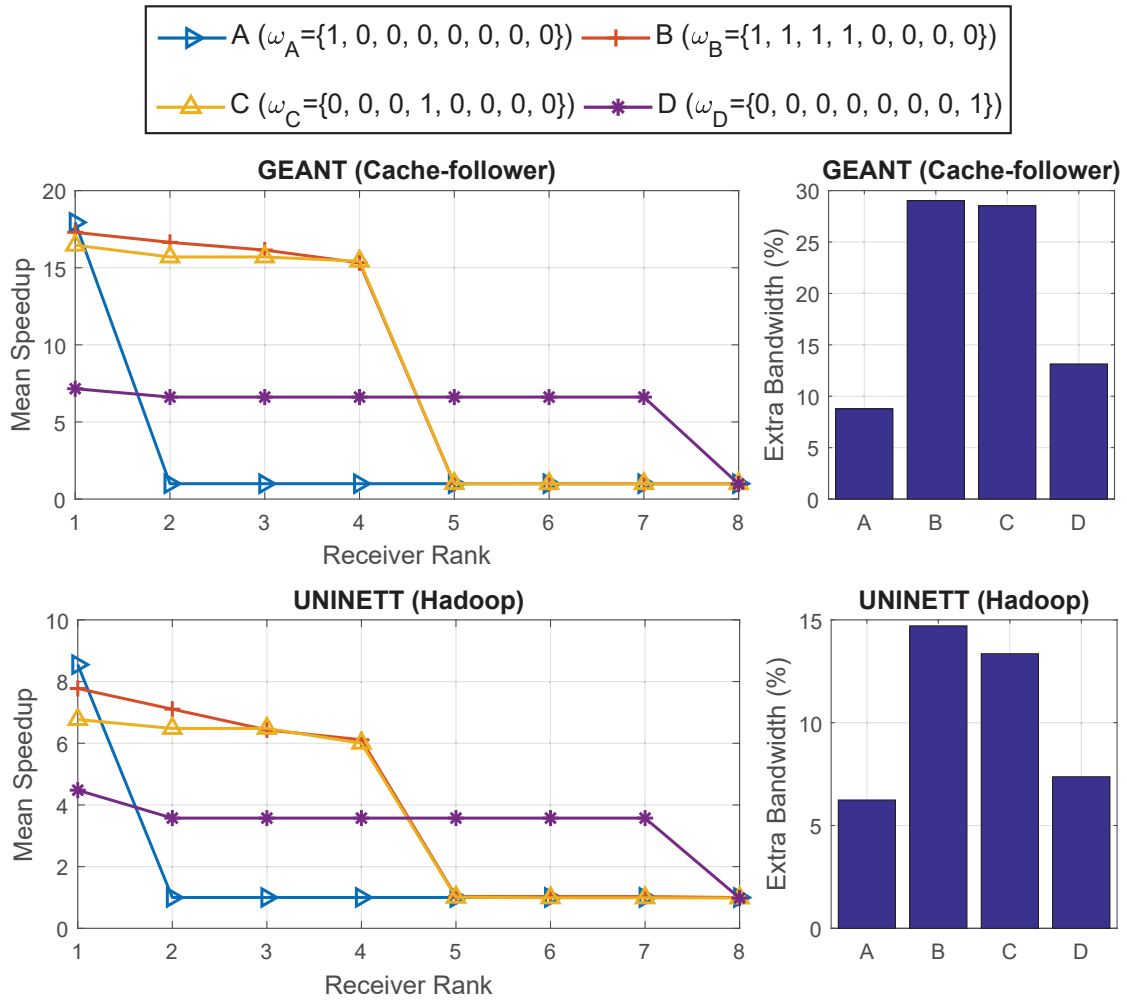 A (ω_A={1, 0, 0, 0, 0, 0, 0, 0}) B (ω_B={1, 1, 1, 1, 0, 0, 0, 0})
C (ω_C={0, 0, 0, 1, 0, 0, 0, 0}) D (ω_D={0, 0, 0, 0, 0, 0, 0, 1})
GEANT (Cache-follower)
20
15
10
5
0
Mean Speedup
1 2 3 4 5 6 7 8
Receiver Rank
GEANT (Cache-follower)
30
25
20
15
10
5
0
Extra Bandwidth (%)
A B C D
UNINETT (Hadoop)
10
8
6
4
2
0
Mean Speedup
1 2 3 4 5 6 7 8
Receiver Rank
UNINETT (Hadoop)
15
10
5
0
Extra Bandwidth (%)
A B C D